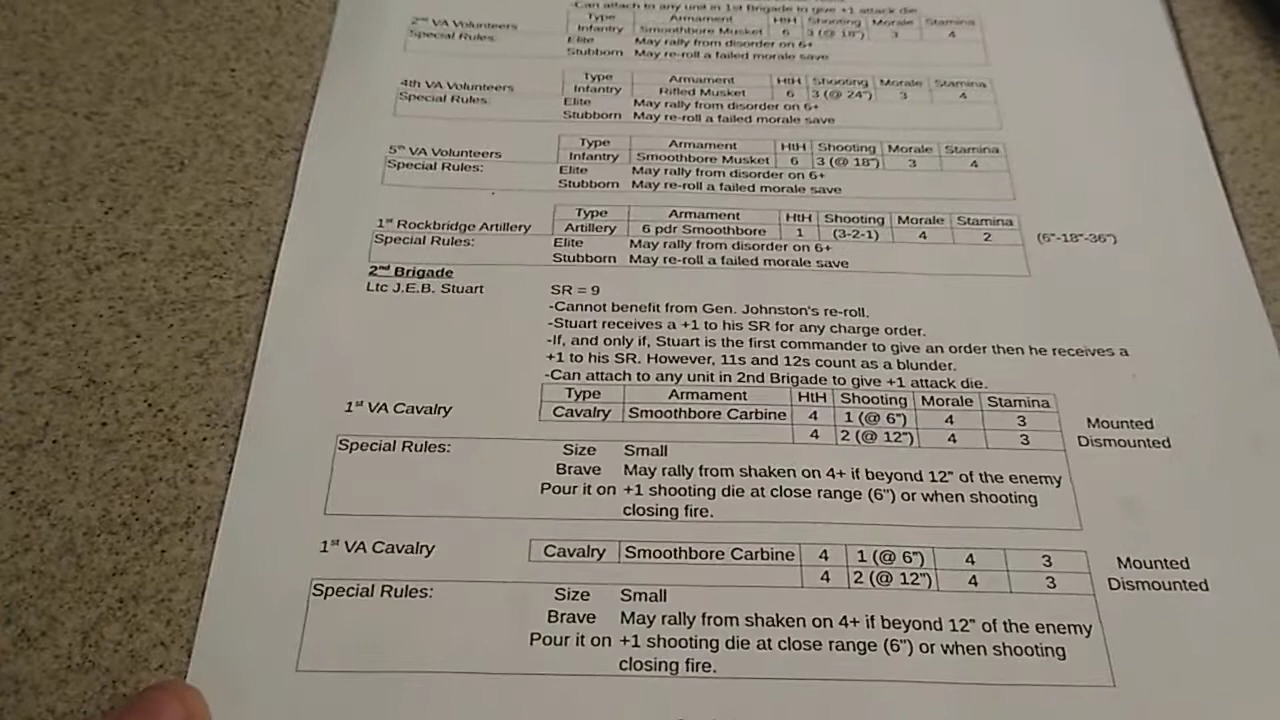 -Can attach to any unit in 1st Brigade to give +1 attack die
Type Armament HtH Shooting Morale Stamina
2nd VA Volunteers Infantry Smoothbore Musket 6 3 (@ 18") 3 4
Special Rules: Elite May rally from disorder on 6+
Stubborn May re-roll a failed morale save
Type Armament HtH Shooting Morale Stamina
4th VA Volunteers Infantry Rifled Musket 6 3 (@ 24") 3 4
Special Rules: Elite May rally from disorder on 6+
Stubborn May re-roll a failed morale save
Type Armament HtH Shooting Morale Stamina
5th VA Volunteers Infantry Smoothbore Musket 6 3 (@ 18") 3 4
Special Rules: Elite May rally from disorder on 6+
Stubborn May re-roll a failed morale save
Type Armament HtH Shooting Morale Stamina
1st Rockbridge Artillery Artillery 6 pdr Smoothbore 1 (3-2-1) 4 2 (6"-18"-36")
Special Rules: Elite May rally from disorder on 6+
Stubborn May re-roll a failed morale save
2nd Brigade
Ltc J.E.B. Stuart SR = 9
-Cannot benefit from Gen. Johnston's re-roll.
-Stuart receives a +1 to his SR for any charge order.
-If, and only if, Stuart is the first commander to give an order then he receives a
+1 to his SR. However, 11s and 12s count as a blunder.
-Can attach to any unit in 2nd Brigade to give +1 attack die.
Type Armament HtH Shooting Morale Stamina
1st VA Cavalry Cavalry Smoothbore Carbine 4 1 (@ 6") 4 3 Mounted
4 2 (@ 12") 4 3 Dismounted
Special Rules: Size Small
Brave May rally from shaken on 4+ if beyond 12" of the enemy
Pour it on +1 shooting die at close range (6") or when shooting
closing fire.
1st VA Cavalry Cavalry Smoothbore Carbine 4 1 (@ 6") 4 3 Mounted
4 2 (@ 12") 4 3 Dismounted
Special Rules: Size Small
Brave May rally from shaken on 4+ if beyond 12" of the enemy
Pour it on +1 shooting die at close range (6") or when shooting
closing fire.